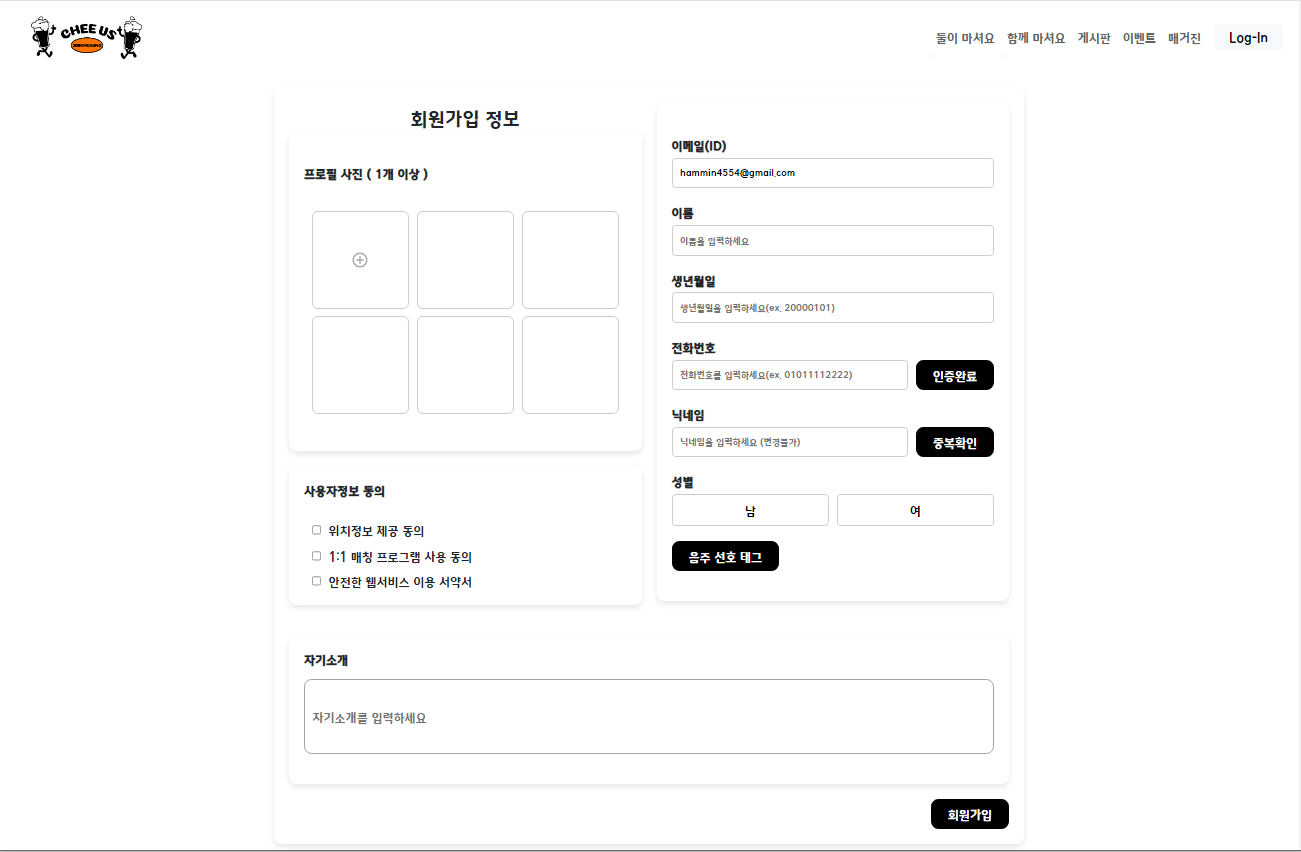 CHEE US
둘이 마셔요 함께 마셔요 게시판 이벤트 매거진 Log-In
회원가입 정보
프로필 사진 ( 1개 이상 )
사용자정보 동의
위치정보 제공 동의
1:1 매칭 프로그램 사용 동의
안전한 웹서비스 이용 서약서
이메일(ID)
hammin4554@gmail.com
이름
이름을 입력하세요
생년월일
생년월일을 입력하세요(ex. 20000101)
전화번호
전화번호를 입력하세요(ex. 01011112222) 인증완료
닉네임
닉네임을 입력하세요 (변경불가) 중복확인
성별
남 여
음주 선호 태그
자기소개
자기소개를 입력하세요
회원가입